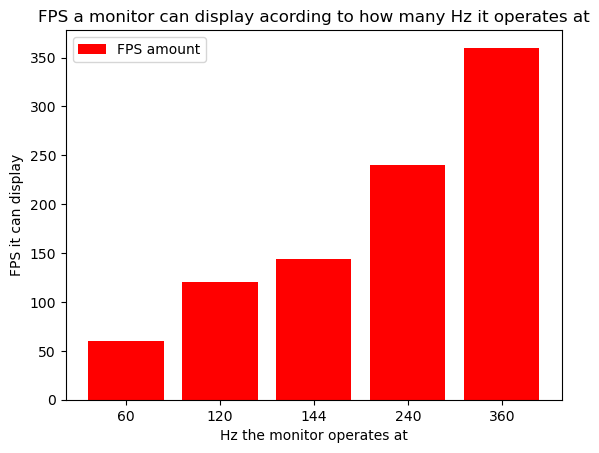 FPS a monitor can display acording to how many Hz it operates at
FPS amount
350
300
250
200
150
100
50
0
FPS it can display
60 120 144 240 360
Hz the monitor operates at